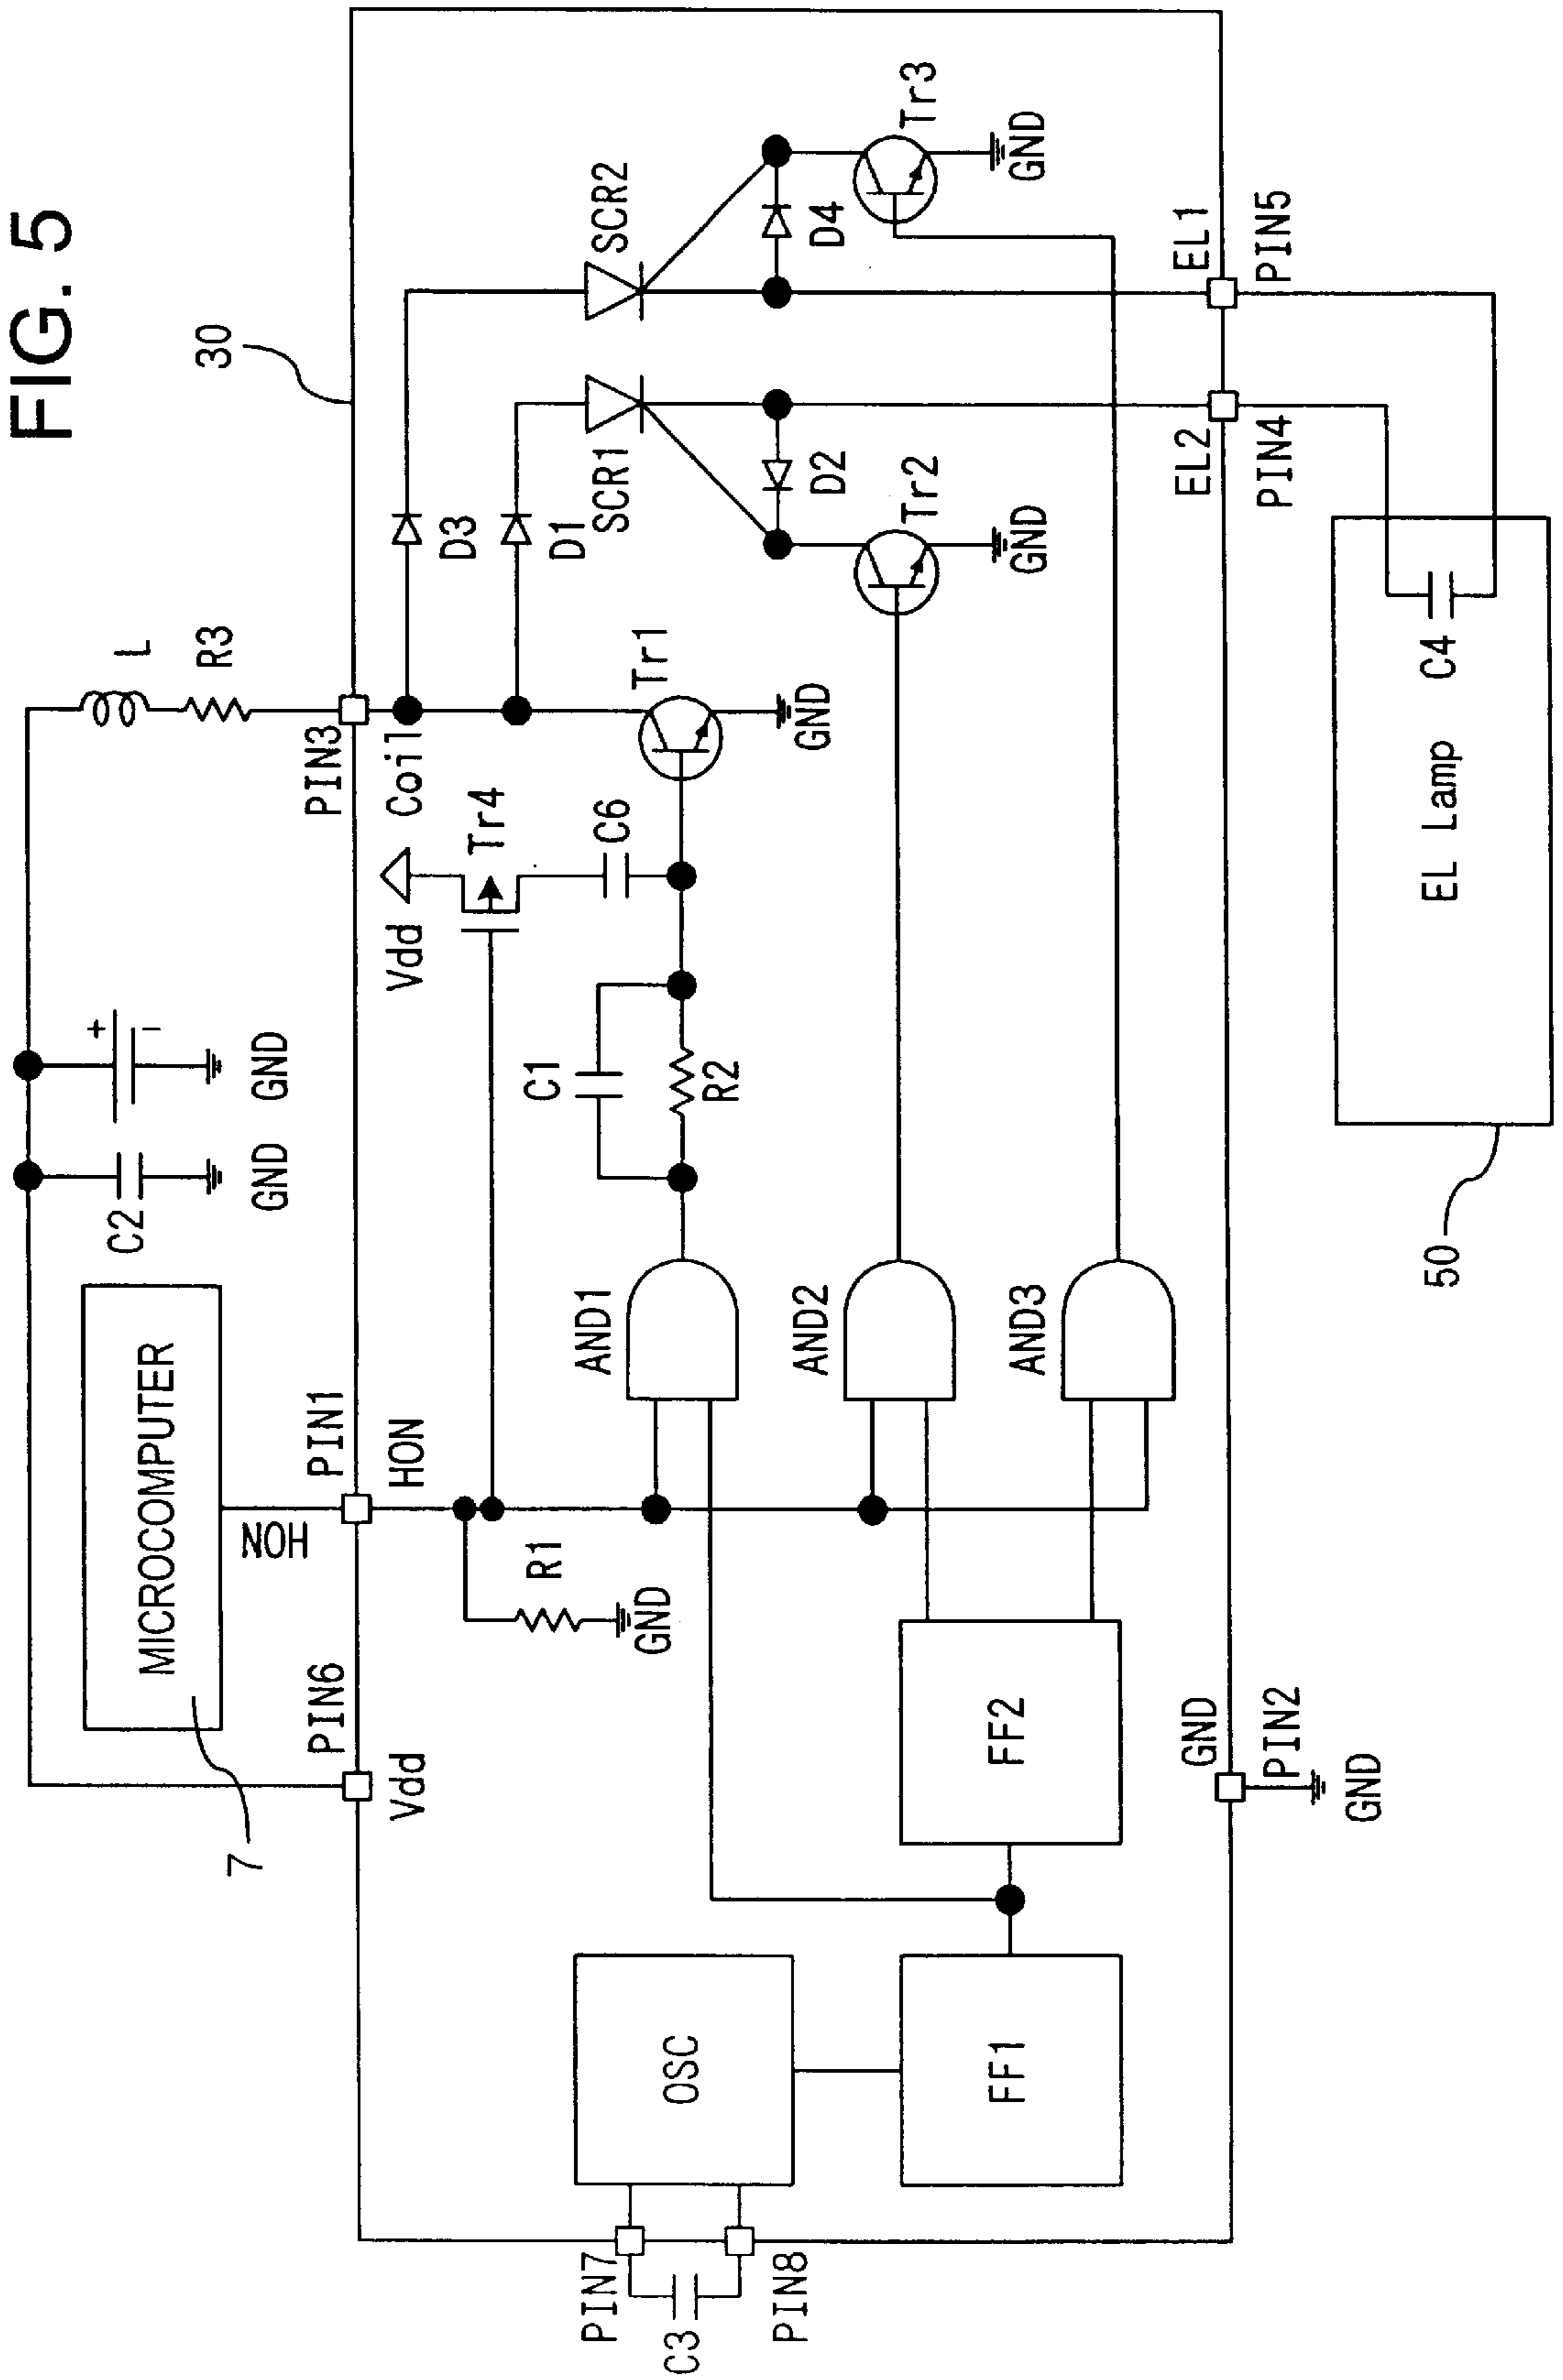 FIG. 5
30
7
MICROCOMPUTER
HON
C2
GND
+
-
GND
L
R3
PIN6
Vdd
PIN1
HON
PIN3
Coil
R1
GND
Vdd
Tr4
C6
C1
R2
AND1
AND2
AND3
Tr1
GND
D3
D1
SCR1
SCR2
D2
D4
Tr2
GND
Tr3
GND
OSC
FF1
FF2
PIN7
C3
PIN8
GND
PIN2
GND
EL2
PIN4
EL1
PIN5
EL Lamp
C4
50